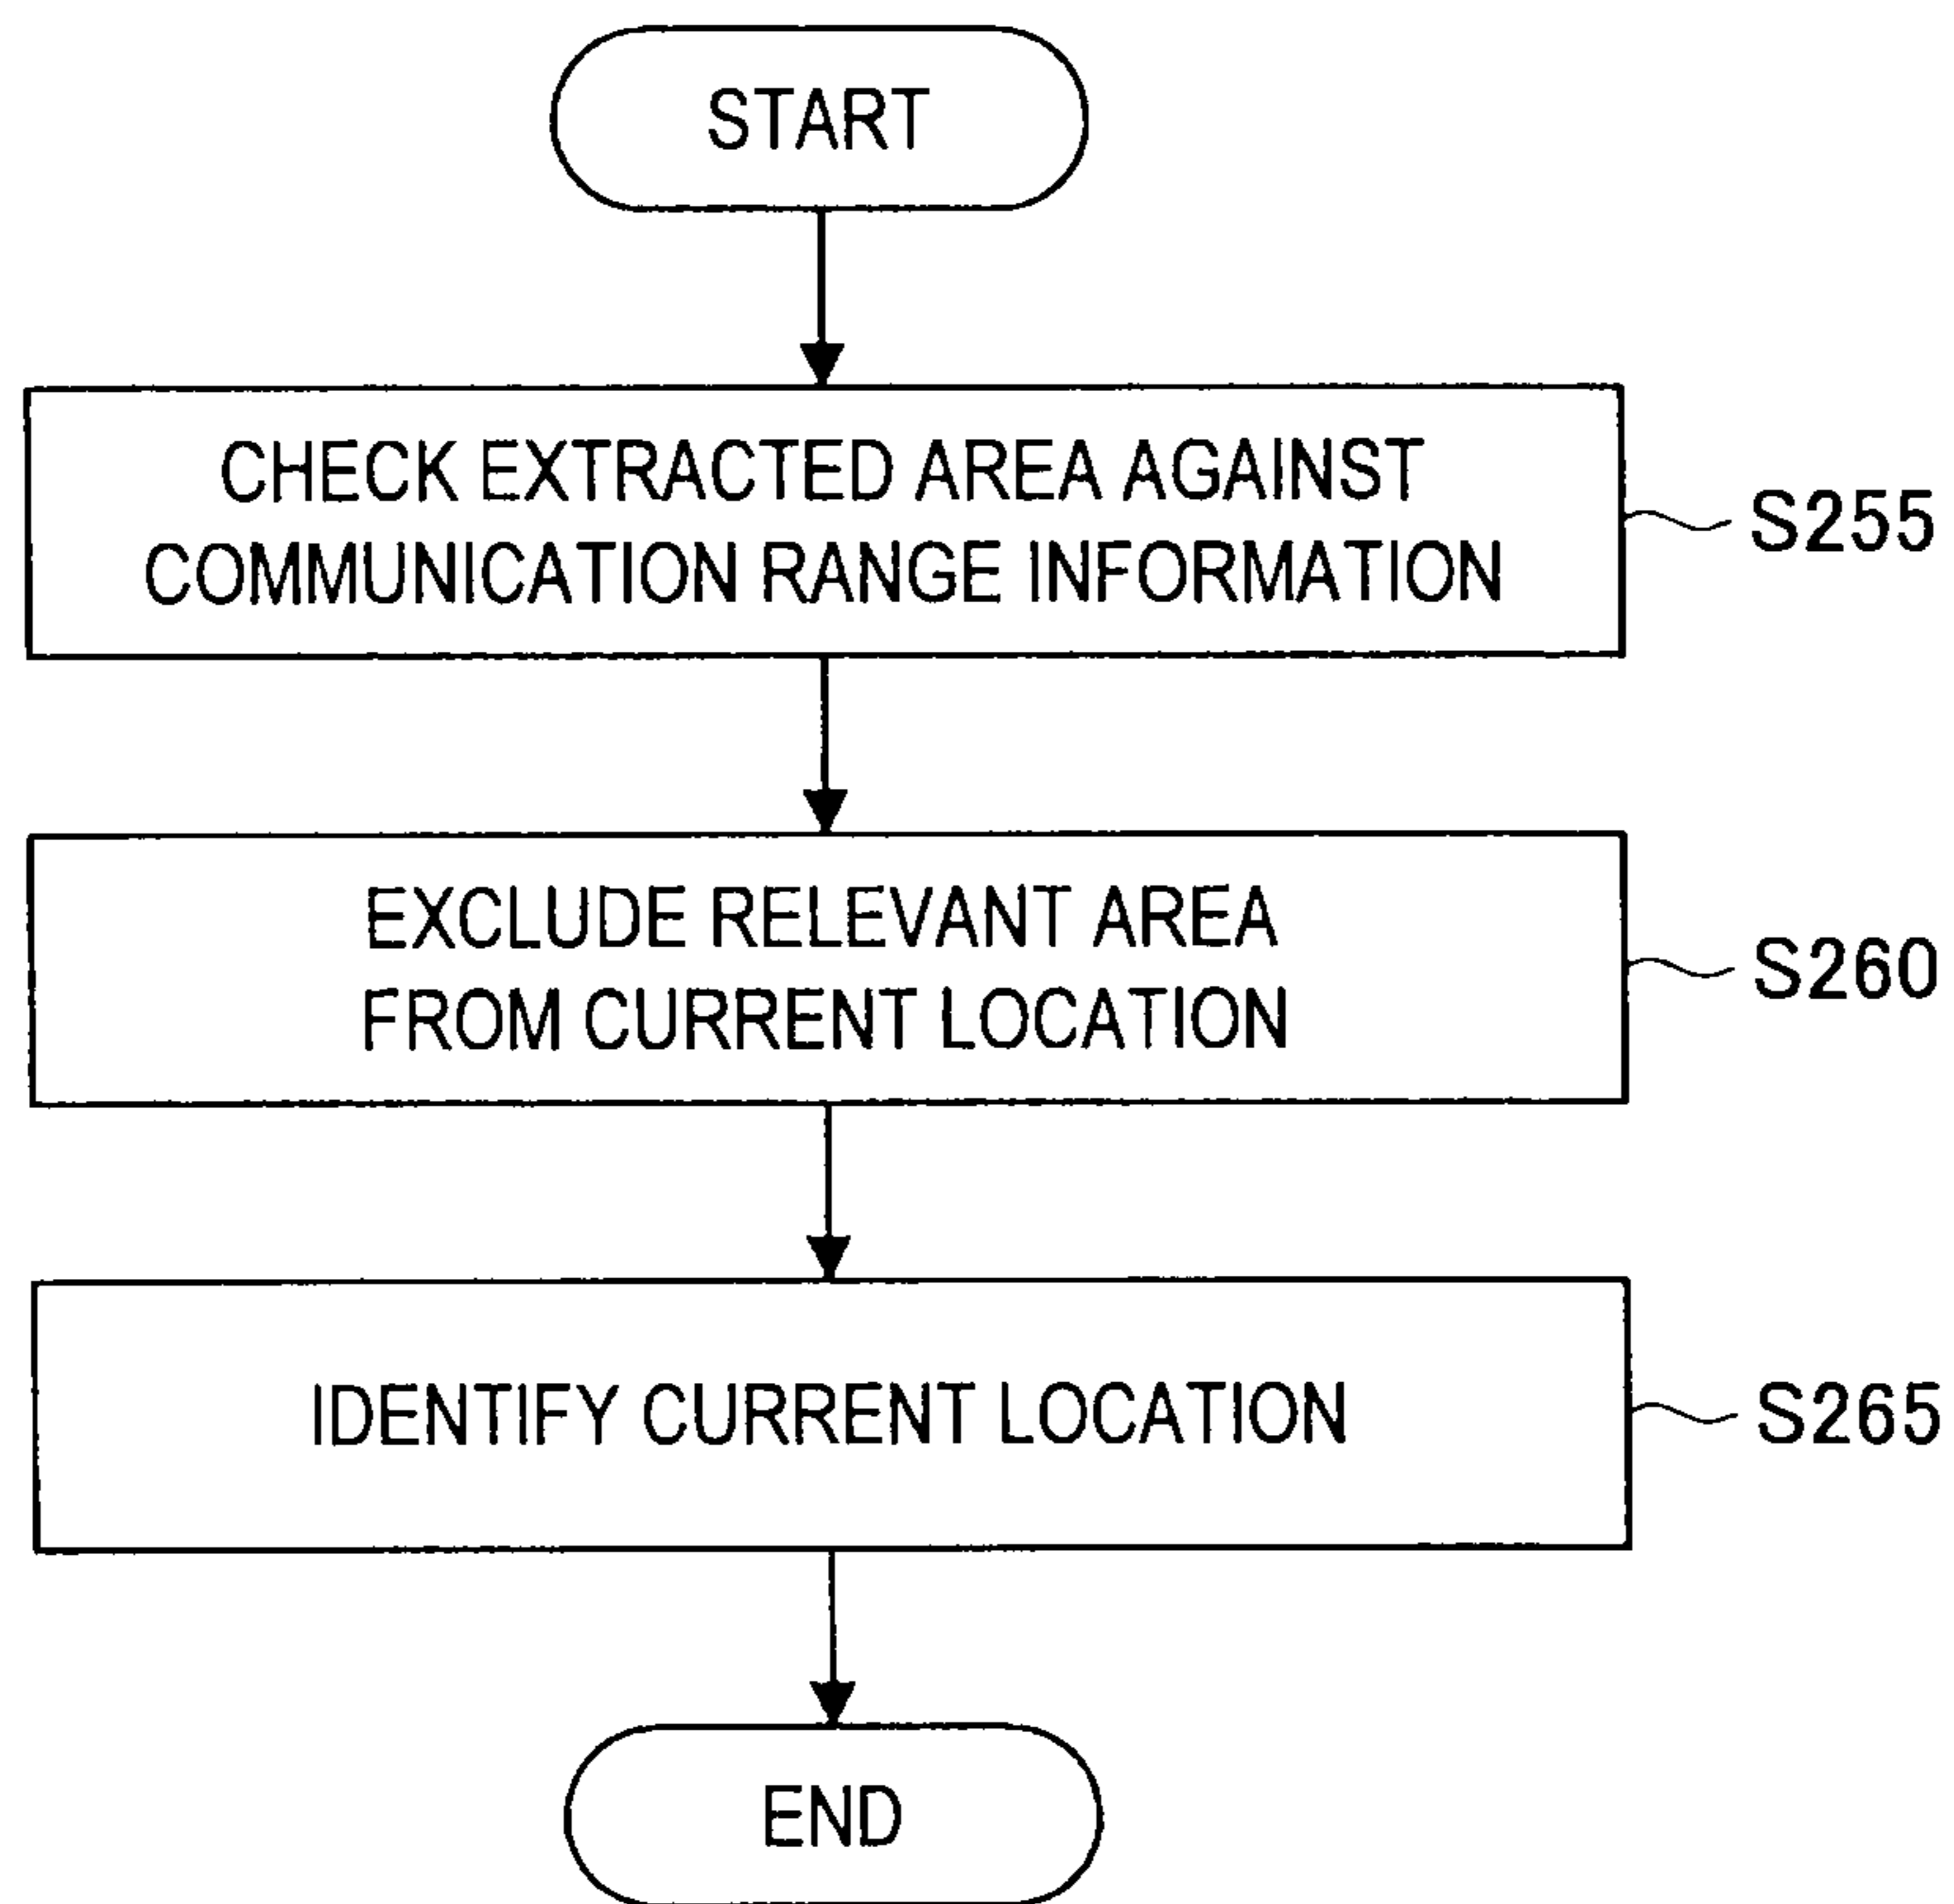 START
CHECK EXTRACTED AREA AGAINST
COMMUNICATION RANGE INFORMATION
S255
EXCLUDE RELEVANT AREA
FROM CURRENT LOCATION
S260
IDENTIFY CURRENT LOCATION
S265
END